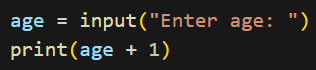 age = input("Enter age: ")
print(age + 1)